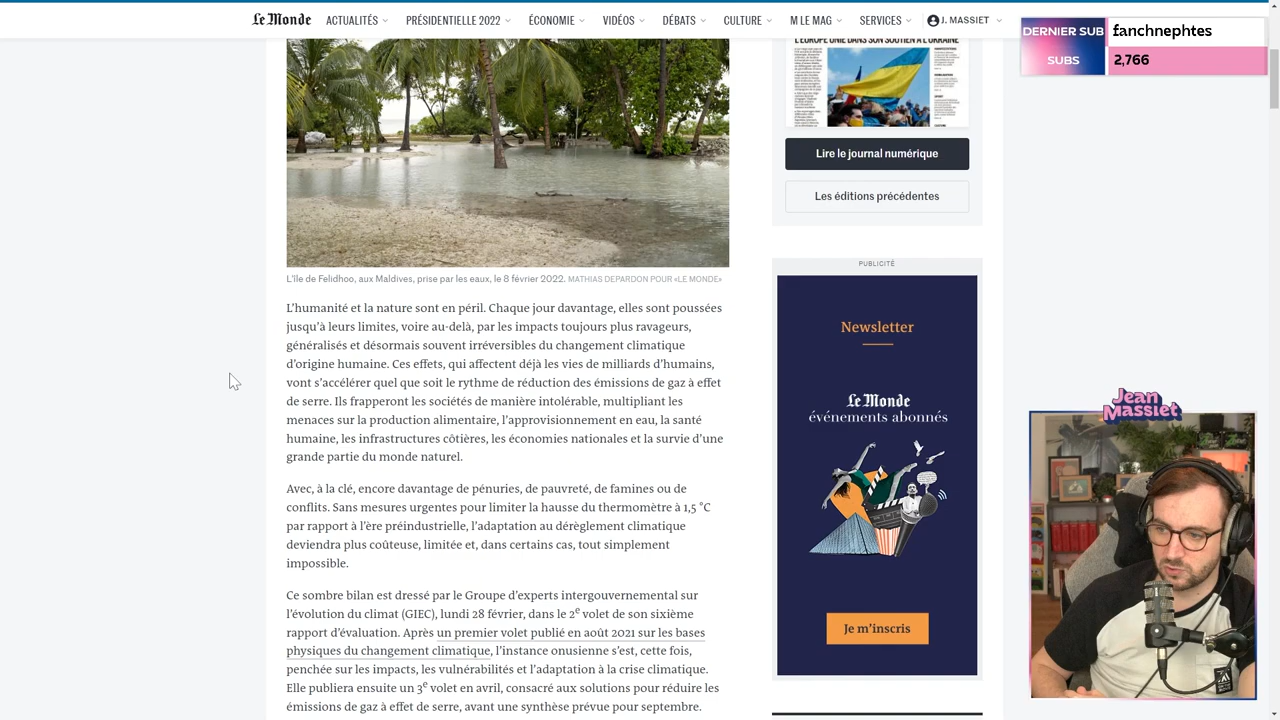 Le Monde
ACTUALITÉS
PRÉSIDENTIELLE 2022
ÉCONOMIE
VIDÉOS
DÉBATS
CULTURE
M LE MAG
SERVICES
J. MASSIET
DERNIER SUB
fanchnephtes
SUBS
2,766
L'EUROPE UNIE DANS SON SOUTIEN À L'UKRAINE
Lire le journal numérique
Les éditions précédentes
L'île de Felidhoo, aux Maldives, prise par les eaux, le 8 février 2022. MATHIAS DEPARDON POUR «LE MONDE»
L'humanité et la nature sont en péril. Chaque jour davantage, elles sont poussées
jusqu'à leurs limites, voire au-delà, par les impacts toujours plus ravageurs,
généralisés et désormais souvent irréversibles du changement climatique
d'origine humaine. Ces effets, qui affectent déjà les vies de milliards d'humains,
vont s'accélérer quel que soit le rythme de réduction des émissions de gaz à effet
de serre. Ils frapperont les sociétés de manière intolérable, multipliant les
menaces sur la production alimentaire, l'approvisionnement en eau, la santé
humaine, les infrastructures côtières, les économies nationales et la survie d'une
grande partie du monde naturel.
Avec, à la clé, encore davantage de pénuries, de pauvreté, de famines ou de
conflits. Sans mesures urgentes pour limiter la hausse du thermomètre à 1,5 °C
par rapport à l'ère préindustrielle, l'adaptation au dérèglement climatique
deviendra plus coûteuse, limitée et, dans certains cas, tout simplement
impossible.
Ce sombre bilan est dressé par le Groupe d'experts intergouvernemental sur
l'évolution du climat (GIEC), lundi 28 février, dans le 2e volet de son sixième
rapport d'évaluation. Après un premier volet publié en août 2021 sur les bases
physiques du changement climatique, l'instance onusienne s'est, cette fois,
penchée sur les impacts, les vulnérabilités et l'adaptation à la crise climatique.
Elle publiera ensuite un 3e volet en avril, consacré aux solutions pour réduire les
émissions de gaz à effet de serre, avant une synthèse prévue pour septembre.
PUBLICITÉ
Newsletter
Le Monde
événements abonnés
Je m'inscris
Jean
Massiet